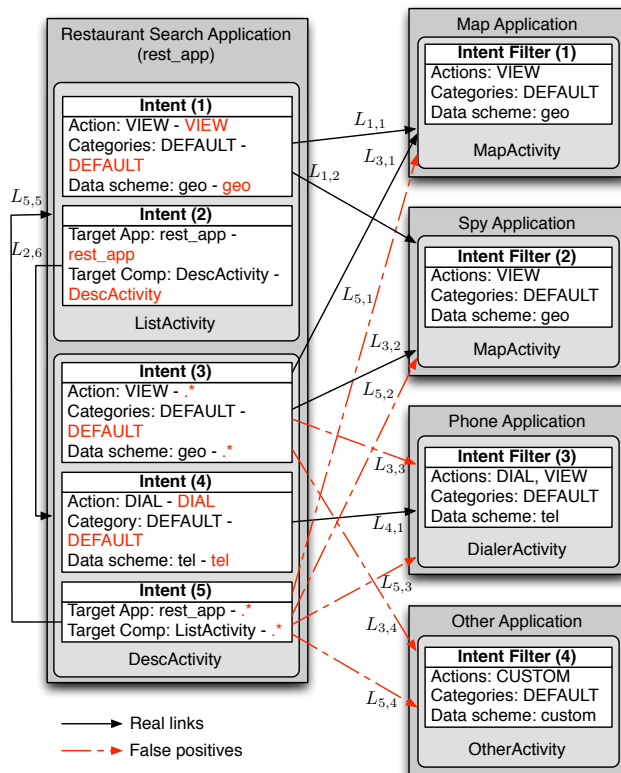 Restaurant Search Application
(rest_app)
Intent (1)
Action: VIEW - VIEW
Categories: DEFAULT -
DEFAULT
Data scheme: geo - geo
Intent (2)
Target App: rest_app -
rest_app
Target Comp: DescActivity -
DescActivity
ListActivity
Intent (3)
Action: VIEW - .*
Categories: DEFAULT -
DEFAULT
Data scheme: geo - .*
Intent (4)
Action: DIAL - DIAL
Category: DEFAULT -
DEFAULT
Data scheme: tel - tel
Intent (5)
Target App: rest_app - .*
Target Comp: ListActivity - .*
DescActivity
L5,5
L2,6
L1,1
L3,1
L1,2
L5,1
L3,2
L5,2
L3,3
L4,1
L5,3
L3,4
L5,4
Map Application
Intent Filter (1)
Actions: VIEW
Categories: DEFAULT
Data scheme: geo
MapActivity
Spy Application
Intent Filter (2)
Actions: VIEW
Categories: DEFAULT
Data scheme: geo
MapActivity
Phone Application
Intent Filter (3)
Actions: DIAL, VIEW
Categories: DEFAULT
Data scheme: tel
DialerActivity
Other Application
Intent Filter (4)
Actions: CUSTOM
Categories: DEFAULT
Data scheme: custom
OtherActivity
Real links
False positives